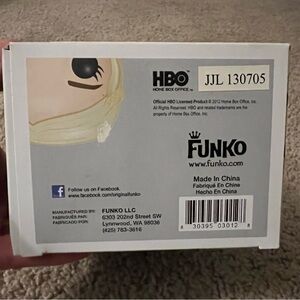 HBO
HOME BOX OFFICE
JJL 130705
Official HBO Licensed Product © 2012 Home Box Office, Inc.
All Rights Reserved. HBO and related trademarks are the
property of Home Box Office, Inc.
FUNKO
www.funko.com
Made In China
Fabriqué En Chine
Hecho En China
f Follow us on Facebook.
www.facebook.com/originalfunko
MANUFACTURED BY:
FABRIQUÉ PAR:
FABRICADO POR:
FUNKO LLC
6303 202nd Street SW
Lynnwood, WA 98036
(425) 783-3616
8 30395 03012 8